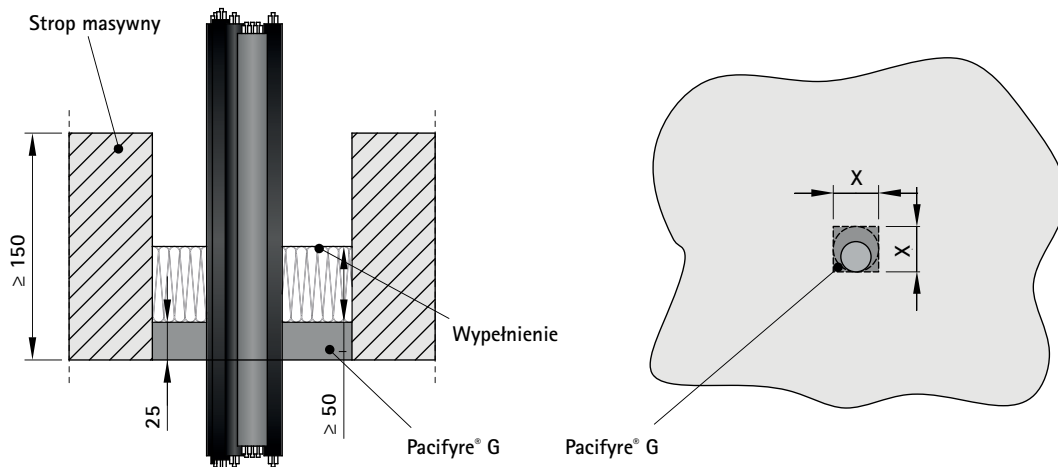 Strop masywny
≥ 150
25
≥ 50
Wypełnienie
Pacifyre® G
X
X
Pacifyre® G